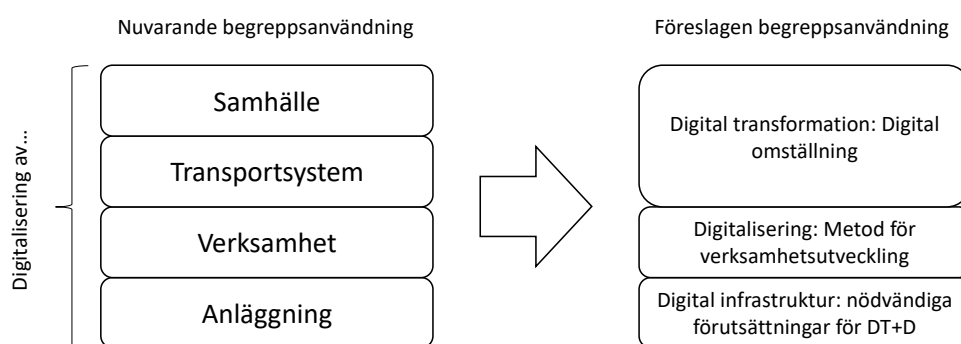 Nuvarande begreppsanvändning
Digitalisering av...
Samhälle
Transportsystem
Verksamhet
Anläggning
Föreslagen begreppsanvändning
Digital transformation: Digital
omställning
Digitalisering: Metod för
verksamhetsutveckling
Digital infrastruktur: nödvändiga
förutsättningar för DT+D